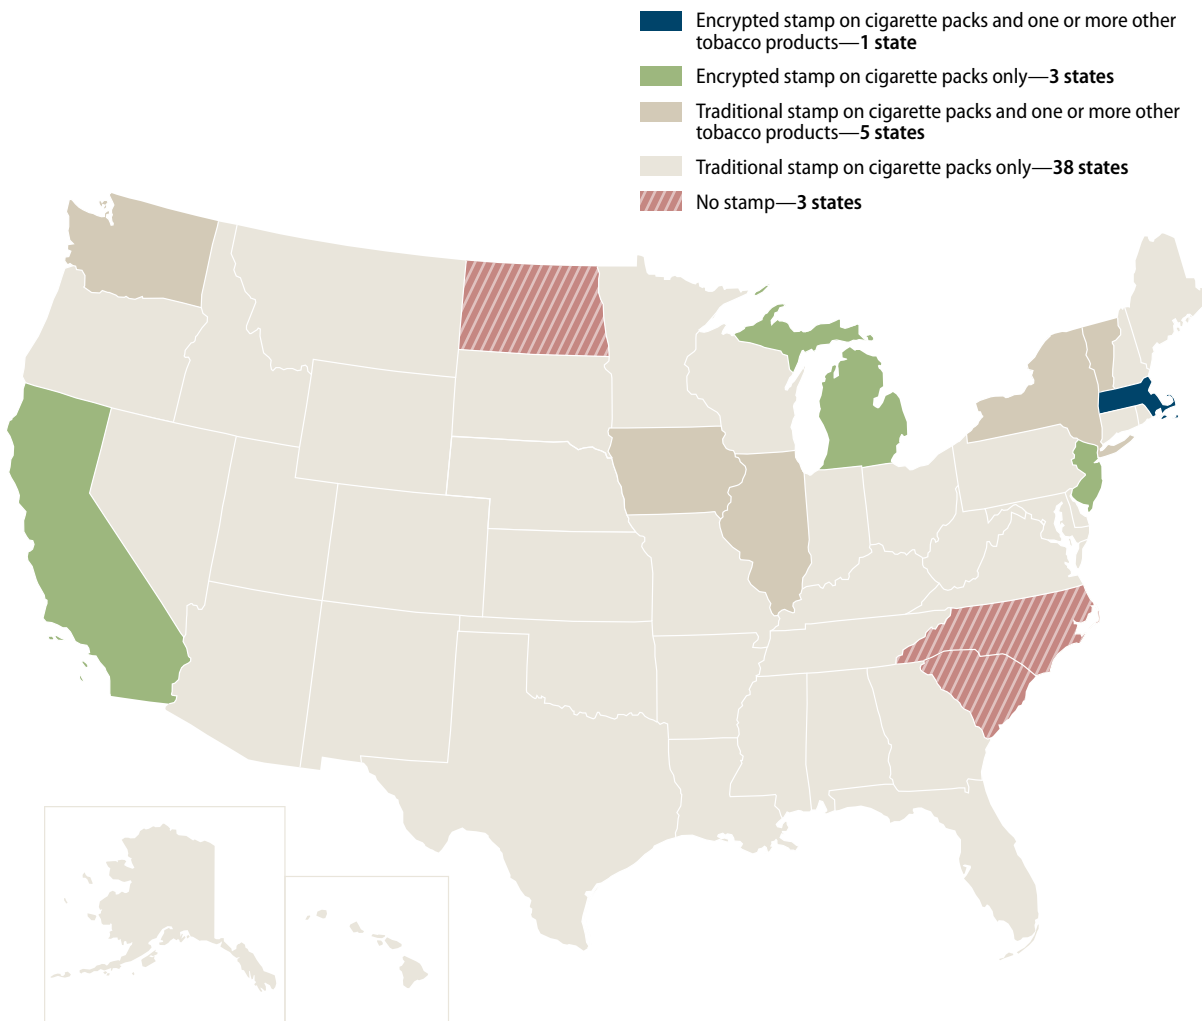 Encrypted stamp on cigarette packs and one or more other
tobacco products—1 state
Encrypted stamp on cigarette packs only—3 states
Traditional stamp on cigarette packs and one or more other
tobacco products—5 states
Traditional stamp on cigarette packs only—38 states
No stamp—3 states